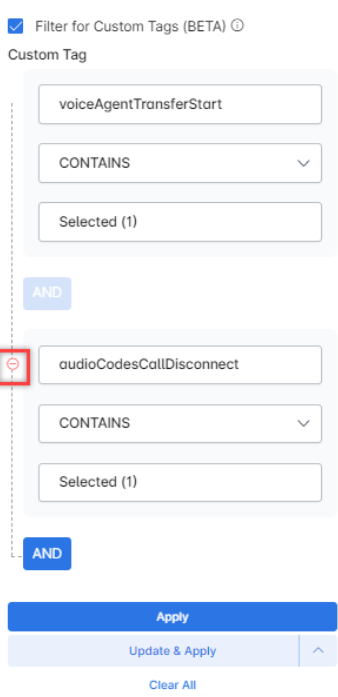 Filter for Custom Tags (BETA)
Custom Tag
voiceAgentTransferStart
CONTAINS
Selected (1)
AND
audioCodesCallDisconnect
CONTAINS
Selected (1)
AND
Apply
Update & Apply
Clear All